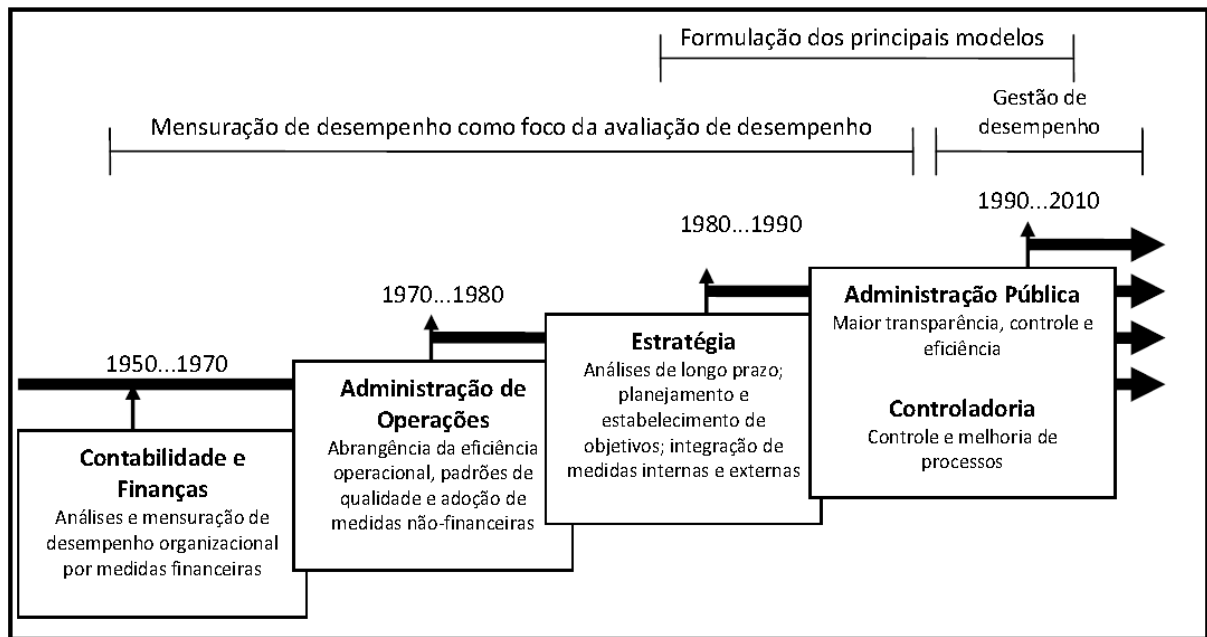 Formulação dos principais modelos
Gestão de
desempenho
Mensuração de desempenho como foco da avaliação de desempenho
1990...2010
1980...1990
1970...1980
1950...1970
Contabilidade e
Finanças
Análises e mensuração de
desempenho organizacional
por medidas financeiras
Administração de
Operações
Abrangência da eficiência
operacional, padrões de
qualidade e adoção de
medidas não-financeiras
Estratégia
Análises de longo prazo;
planejamento e
estabelecimento de
objetivos; integração de
medidas internas e externas
Administração Pública
Maior transparência, controle e
eficiência
Controladoria
Controle e melhoria de
processos